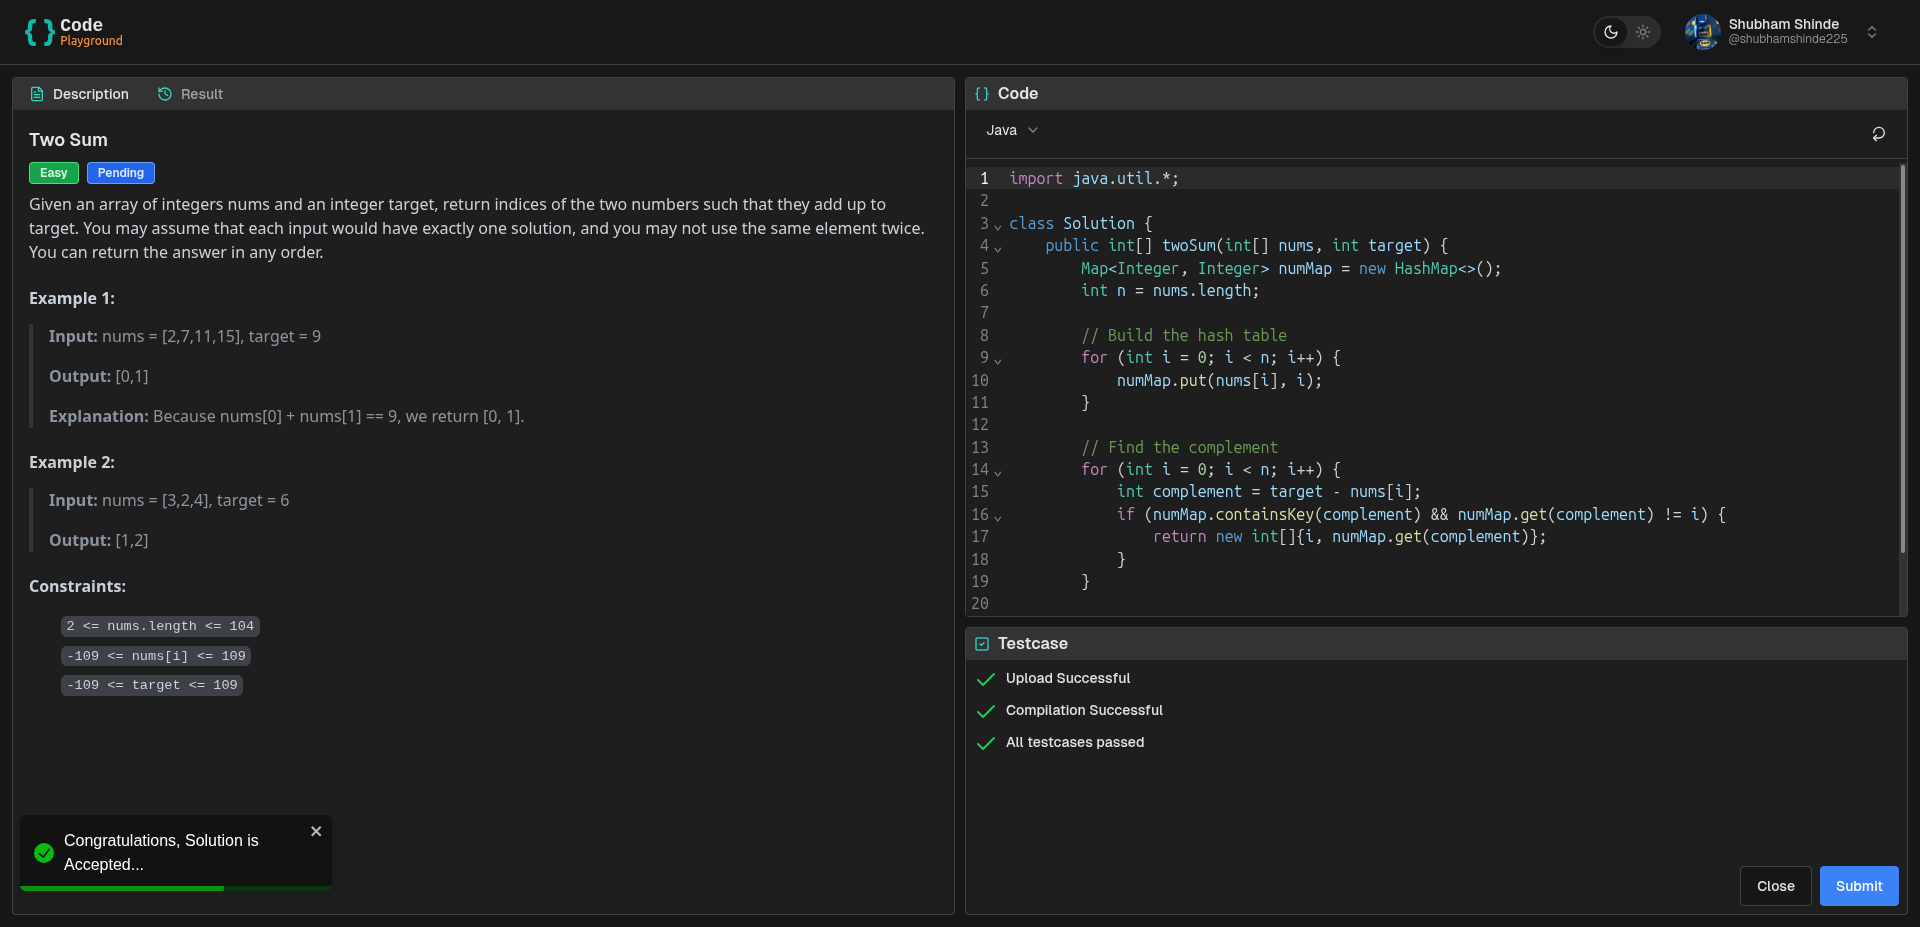 Code
Playground
Shubham Shinde
@shubhamshinde225
Description
Result
Two Sum
Easy
Pending
Given an array of integers nums and an integer target, return indices of the two numbers such that they add up to
target. You may assume that each input would have exactly one solution, and you may not use the same element twice.
You can return the answer in any order.
Example 1:
Input: nums = [2,7,11,15], target = 9
Output: [0,1]
Explanation: Because nums[0] + nums[1] == 9, we return [0, 1].
Example 2:
Input: nums = [3,2,4], target = 6
Output: [1,2]
Constraints:
2 <= nums.length <= 104
-109 <= nums[i] <= 109
-109 <= target <= 109
Congratulations, Solution is
Accepted...
{} Code
Java
1 import java.util.*;
2
3 class Solution {
4     public int[] twoSum(int[] nums, int target) {
5         Map<Integer, Integer> numMap = new HashMap<>();
6         int n = nums.length;
7
8         // Build the hash table
9         for (int i = 0; i < n; i++) {
10             numMap.put(nums[i], i);
11         }
12
13         // Find the complement
14         for (int i = 0; i < n; i++) {
15             int complement = target - nums[i];
16             if (numMap.containsKey(complement) && numMap.get(complement) != i) {
17                 return new int[]{i, numMap.get(complement)};
18             }
19         }
20
Testcase
Upload Successful
Compilation Successful
All testcases passed
Close
Submit